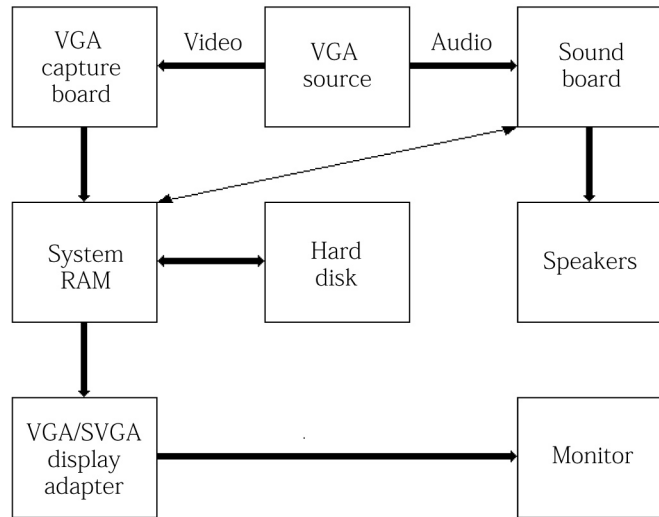 VGA
capture
board
Video
VGA
source
Audio
Sound
board
System
RAM
Hard
disk
Speakers
VGA/SVGA
display
adapter
Monitor